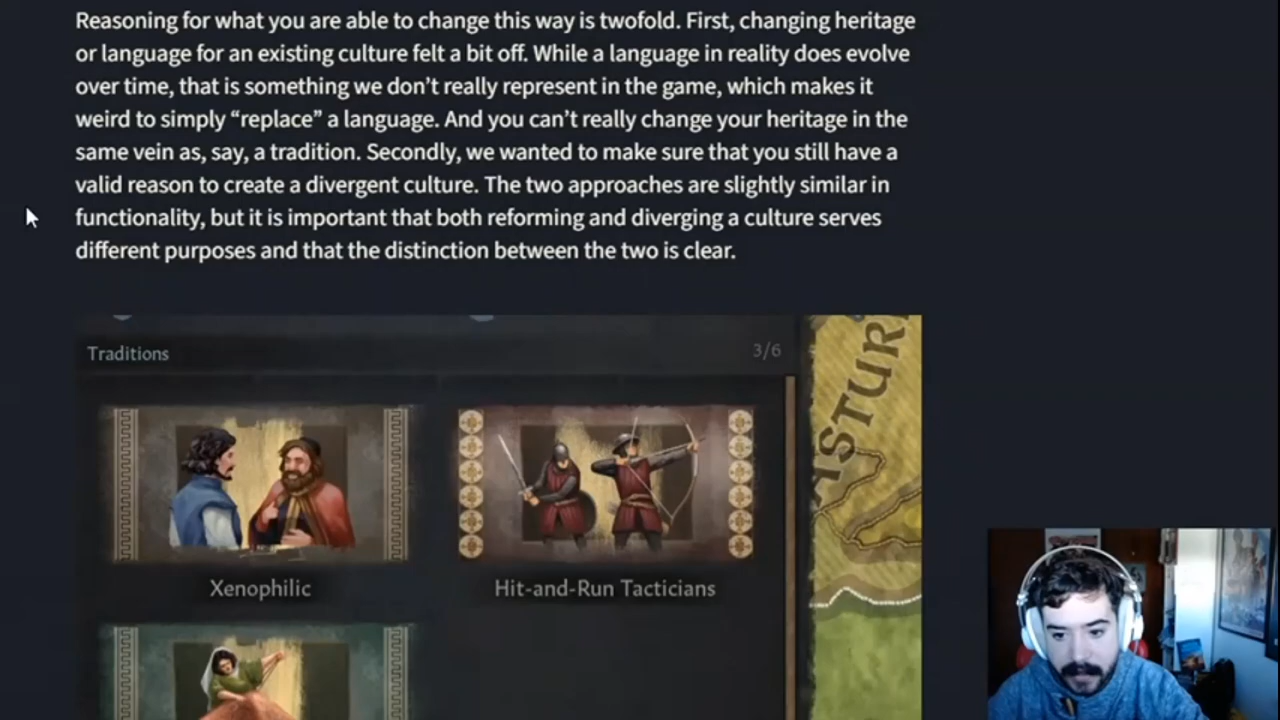 Reasoning for what you are able to change this way is twofold. First, changing heritage
or language for an existing culture felt a bit off. While a language in reality does evolve
over time, that is something we don’t really represent in the game, which makes it
weird to simply “replace” a language. And you can’t really change your heritage in the
same vein as, say, a tradition. Secondly, we wanted to make sure that you still have a
valid reason to create a divergent culture. The two approaches are slightly similar in
functionality, but it is important that both reforming and diverging a culture serves
different purposes and that the distinction between the two is clear.
Traditions 3/6
ASTURI
Xenophilic Hit-and-Run Tacticians